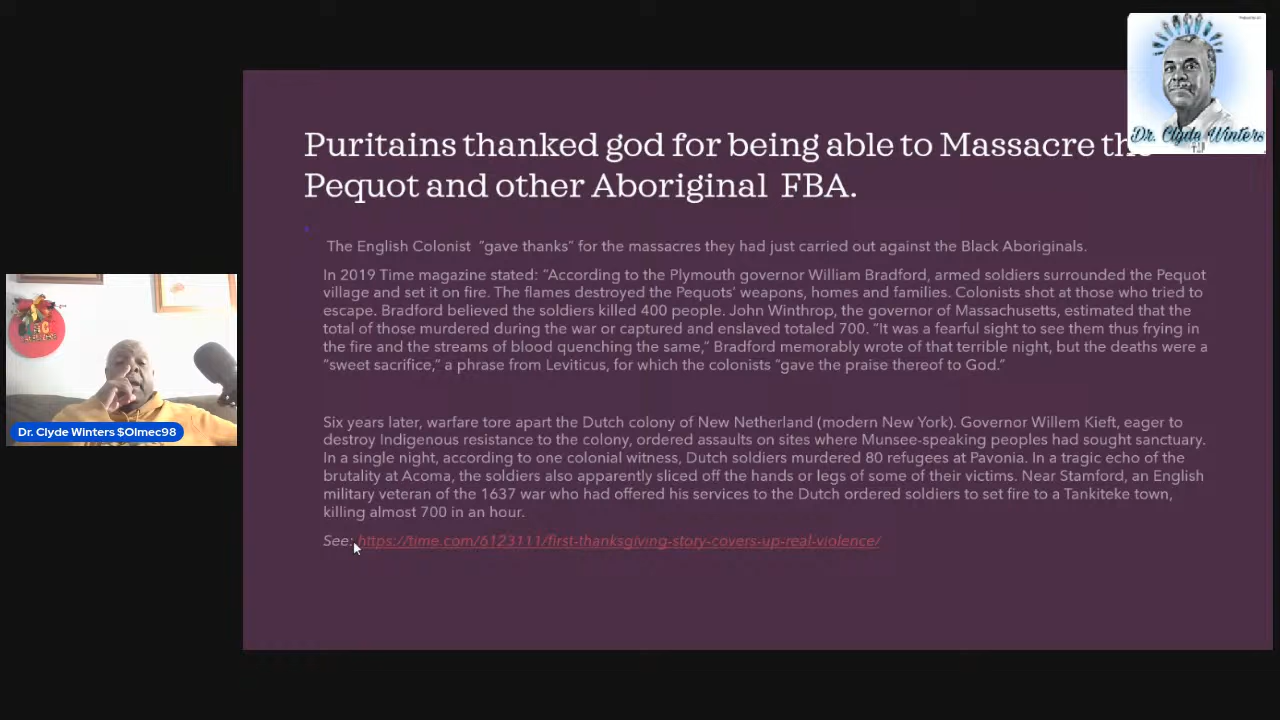 Dr. Clyde Winters
Puritains thanked god for being able to Massacre the
Pequot and other Aboriginal FBA.
The English Colonist “gave thanks” for the massacres they had just carried out against the Black Aboriginals.
In 2019 Time magazine stated: “According to the Plymouth governor William Bradford, armed soldiers surrounded the Pequot
village and set it on fire. The flames destroyed the Pequots’ weapons, homes and families. Colonists shot at those who tried to
escape. Bradford believed the soldiers killed 400 people. John Winthrop, the governor of Massachusetts, estimated that the
total of those murdered during the war or captured and enslaved totaled 700. “It was a fearful sight to see them thus frying in
the fire and the streams of blood quenching the same,” Bradford memorably wrote of that terrible night, but the deaths were a
“sweet sacrifice,” a phrase from Leviticus, for which the colonists “gave the praise thereof to God.”
Six years later, warfare tore apart the Dutch colony of New Netherland (modern New York). Governor Willem Kieft, eager to
destroy Indigenous resistance to the colony, ordered assaults on sites where Munsee-speaking peoples had sought sanctuary.
In a single night, according to one colonial witness, Dutch soldiers murdered 80 refugees at Pavonia. In a tragic echo of the
brutality at Acoma, the soldiers also apparently sliced off the hands or legs of some of their victims. Near Stamford, an English
military veteran of the 1637 war who had offered his services to the Dutch ordered soldiers to set fire to a Tankiteke town,
killing almost 700 in an hour.
See: https://time.com/6123111/first-thanksgiving-story-covers-up-real-violence/
Dr. Clyde Winters $Olmec98